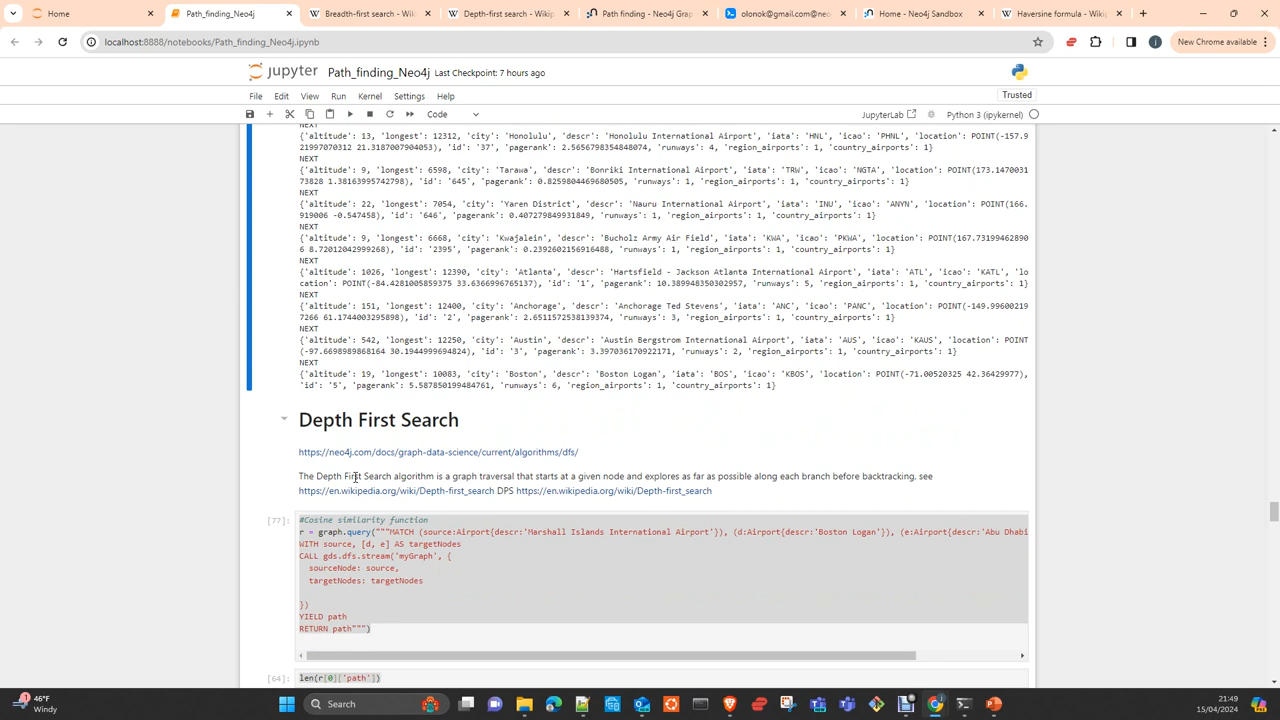 Home
Path_finding_Neo4j
Breadth-first search - Wiki
Depth-first search - Wikip
Path finding - Neo4j Grap
olonok@gmail.com@neo
Home - Neo4j Sandbox
Haversine formula - Wikip
localhost:8888/notebooks/Path_finding_Neo4j.ipynb
New Chrome available
jupyter Path_finding_Neo4j Last Checkpoint: 7 hours ago
File Edit View Run Kernel Settings Help
Trusted
Code
JupyterLab
Python 3 (ipykernel)
NEXT
{'altitude': 13, 'longest': 12312, 'city': 'Honolulu', 'descr': 'Honolulu International Airport', 'iata': 'HNL', 'icao': 'PHNL', 'location': POINT(-157.9
21997070312 21.3187007904053), 'id': '37', 'pagerank': 2.5656798354848074, 'runways': 4, 'region_airports': 1, 'country_airports': 1}
NEXT
{'altitude': 9, 'longest': 6598, 'city': 'Tarawa', 'descr': 'Bonriki International Airport', 'iata': 'TRW', 'icao': 'NGTA', 'location': POINT(173.1470031
73828 1.38163995742798), 'id': '645', 'pagerank': 0.8259804469680505, 'runways': 1, 'region_airports': 1, 'country_airports': 1}
NEXT
{'altitude': 22, 'longest': 7054, 'city': 'Yaren District', 'descr': 'Nauru International Airport', 'iata': 'INU', 'icao': 'ANYN', 'location': POINT(166.
919006 -0.547458), 'id': '646', 'pagerank': 0.407279849931849, 'runways': 1, 'region_airports': 1, 'country_airports': 1}
NEXT
{'altitude': 9, 'longest': 6668, 'city': 'Kwajalein', 'descr': 'Bucholz Army Air Field', 'iata': 'KWA', 'icao': 'PKWA', 'location': POINT(167.73199462890
6 8.72012042999268), 'id': '2395', 'pagerank': 0.2392602156916488, 'runways': 1, 'region_airports': 1, 'country_airports': 1}
NEXT
{'altitude': 1026, 'longest': 12390, 'city': 'Atlanta', 'descr': 'Hartsfield - Jackson Atlanta International Airport', 'iata': 'ATL', 'icao': 'KATL', 'lo
cation': POINT(-84.4281005859375 33.6366996765137), 'id': '1', 'pagerank': 10.389948350302957, 'runways': 5, 'region_airports': 1, 'country_airports': 1}
NEXT
{'altitude': 151, 'longest': 12400, 'city': 'Anchorage', 'descr': 'Anchorage Ted Stevens', 'iata': 'ANC', 'icao': 'PANC', 'location': POINT(-149.99600219
7266 61.1744003295898), 'id': '2', 'pagerank': 2.6511572538139374, 'runways': 3, 'region_airports': 1, 'country_airports': 1}
NEXT
{'altitude': 542, 'longest': 12250, 'city': 'Austin', 'descr': 'Austin Bergstrom International Airport', 'iata': 'AUS', 'icao': 'KAUS', 'location': POINT
(-97.6698989868164 30.1944999694824), 'id': '3', 'pagerank': 3.397036170922171, 'runways': 2, 'region_airports': 1, 'country_airports': 1}
NEXT
{'altitude': 19, 'longest': 10083, 'city': 'Boston', 'descr': 'Boston Logan', 'iata': 'BOS', 'icao': 'KBOS', 'location': POINT(-71.00520325 42.36429977),
'id': '5', 'pagerank': 5.587850199484761, 'runways': 6, 'region_airports': 1, 'country_airports': 1}
Depth First Search
https://neo4j.com/docs/graph-data-science/current/algorithms/dfs/
The Depth First Search algorithm is a graph traversal that starts at a given node and explores as far as possible along each branch before backtracking. see
https://en.wikipedia.org/wiki/Depth-first_search DPS https://en.wikipedia.org/wiki/Depth-first_search
[77]:
#Cosine similarity function
r = graph.query("""MATCH (source:Airport{descr:'Marshall Islands International Airport'}), (d:Airport{descr:'Boston Logan'}), (e:Airport{descr:'Abu Dhabi
WITH source, [d, e] AS targetNodes
CALL gds.dfs.stream('myGraph', {
sourceNode: source,
targetNodes: targetNodes
})
YIELD path
RETURN path""")
[64]:
len(r[0]['path'])
46°F
Windy
Search
21:49
15/04/2024